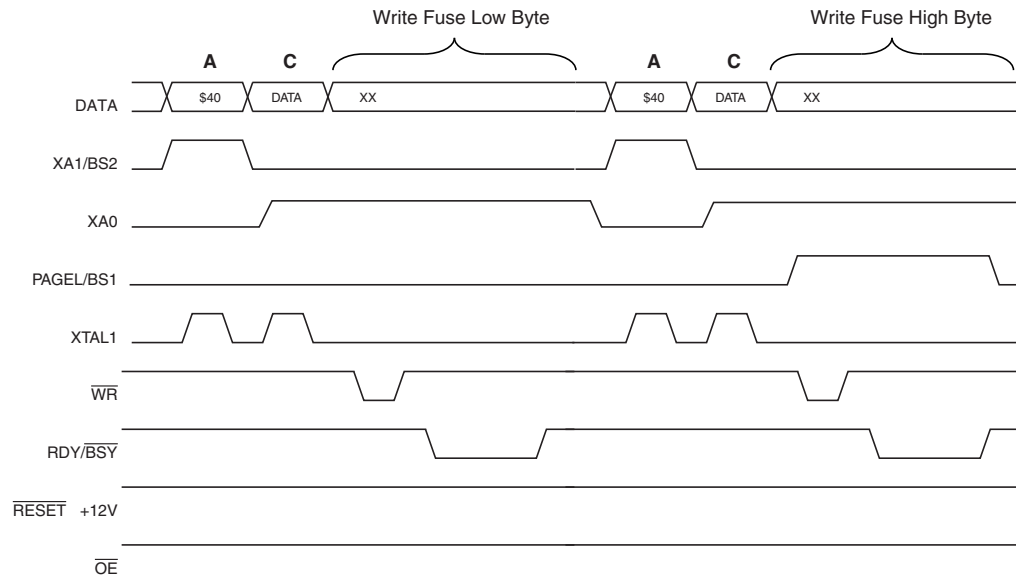 Write Fuse Low Byte Write Fuse High Byte
A C A C
DATA $40 DATA XX $40 DATA XX
XA1/BS2
XA0
PAGEL/BS1
XTAL1
WR
RDY/BSY
RESET +12V
OE